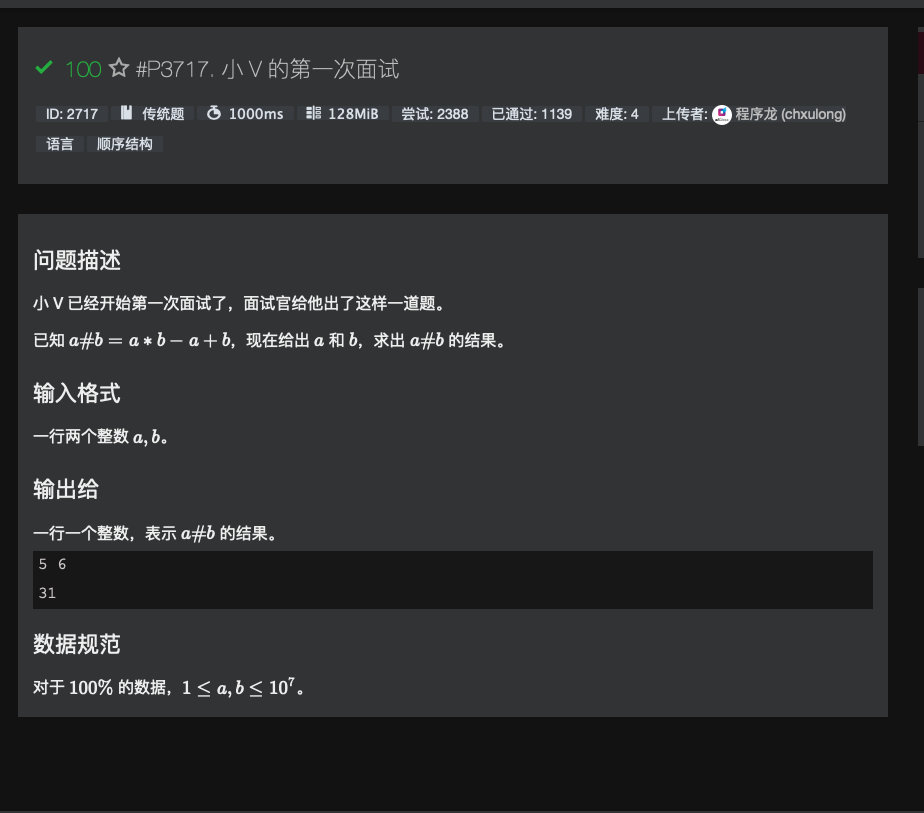 100 #P3717. 小 V 的第一次面试
ID: 2717 传统题 1000ms 128MiB 尝试: 2388 已通过: 1139 难度: 4 上传者: 程序龙 (chxulong)
语言 顺序结构
问题描述
小 V 已经开始第一次面试了，面试官给他出了这样一道题。
已知 a#b = a * b − a + b，现在给出 a 和 b，求出 a#b 的结果。
输入格式
一行两个整数 a, b。
输出给
一行一个整数，表示 a#b 的结果。
5 6
31
数据规范
对于 100% 的数据，1 ≤ a, b ≤ 10⁷。